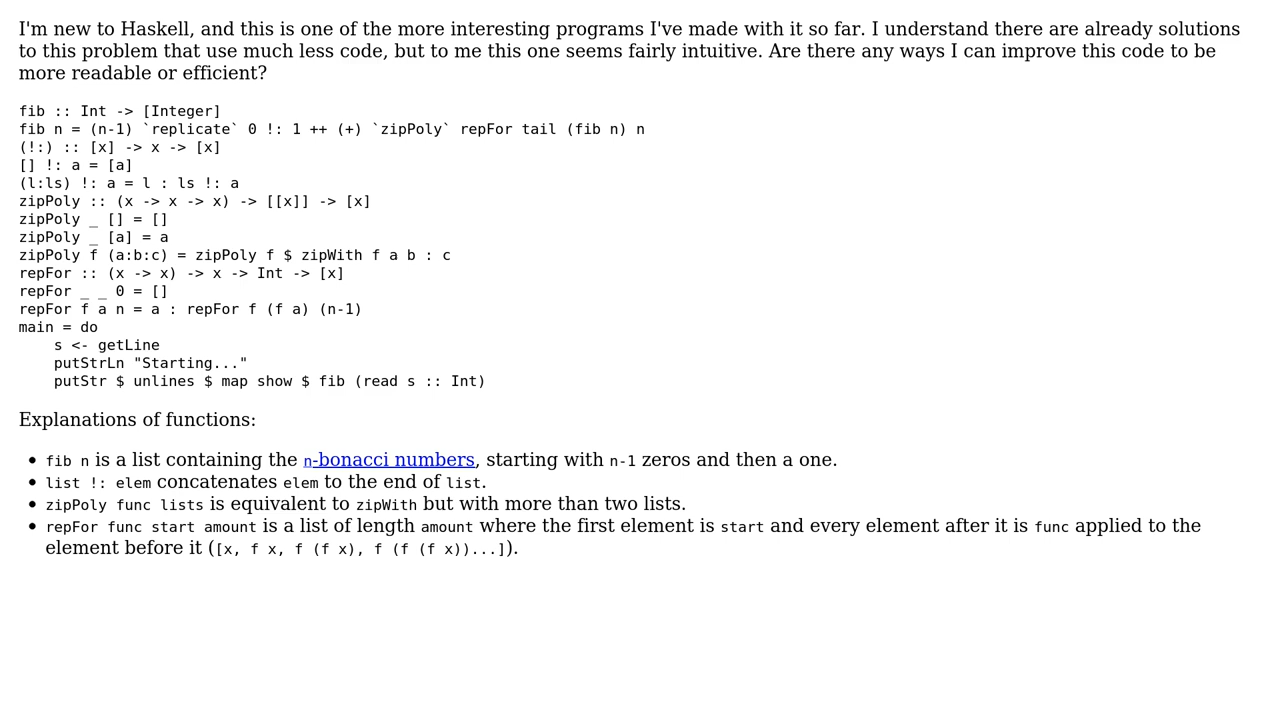 I'm new to Haskell, and this is one of the more interesting programs I've made with it so far. I understand there are already solutions
to this problem that use much less code, but to me this one seems fairly intuitive. Are there any ways I can improve this code to be
more readable or efficient?
fib :: Int -> [Integer]
fib n = (n-1) `replicate` 0 !: 1 ++ (+) `zipPoly` repFor tail (fib n) n
(!:) :: [x] -> x -> [x]
[] !: a = [a]
(l:ls) !: a = l : ls !: a
zipPoly :: (x -> x -> x) -> [[x]] -> [x]
zipPoly _ [] = []
zipPoly _ [a] = a
zipPoly f (a:b:c) = zipPoly f $ zipWith f a b : c
repFor :: (x -> x) -> x -> Int -> [x]
repFor _ _ 0 = []
repFor f a n = a : repFor f (f a) (n-1)
main = do
    s <- getLine
    putStrLn "Starting..."
    putStr $ unlines $ map show $ fib (read s :: Int)
Explanations of functions:
• fib n is a list containing the n-bonacci numbers, starting with n-1 zeros and then a one.
• list !: elem concatenates elem to the end of list.
• zipPoly func lists is equivalent to zipWith but with more than two lists.
• repFor func start amount is a list of length amount where the first element is start and every element after it is func applied to the
element before it ([x, f x, f (f x), f (f (f x))...]).